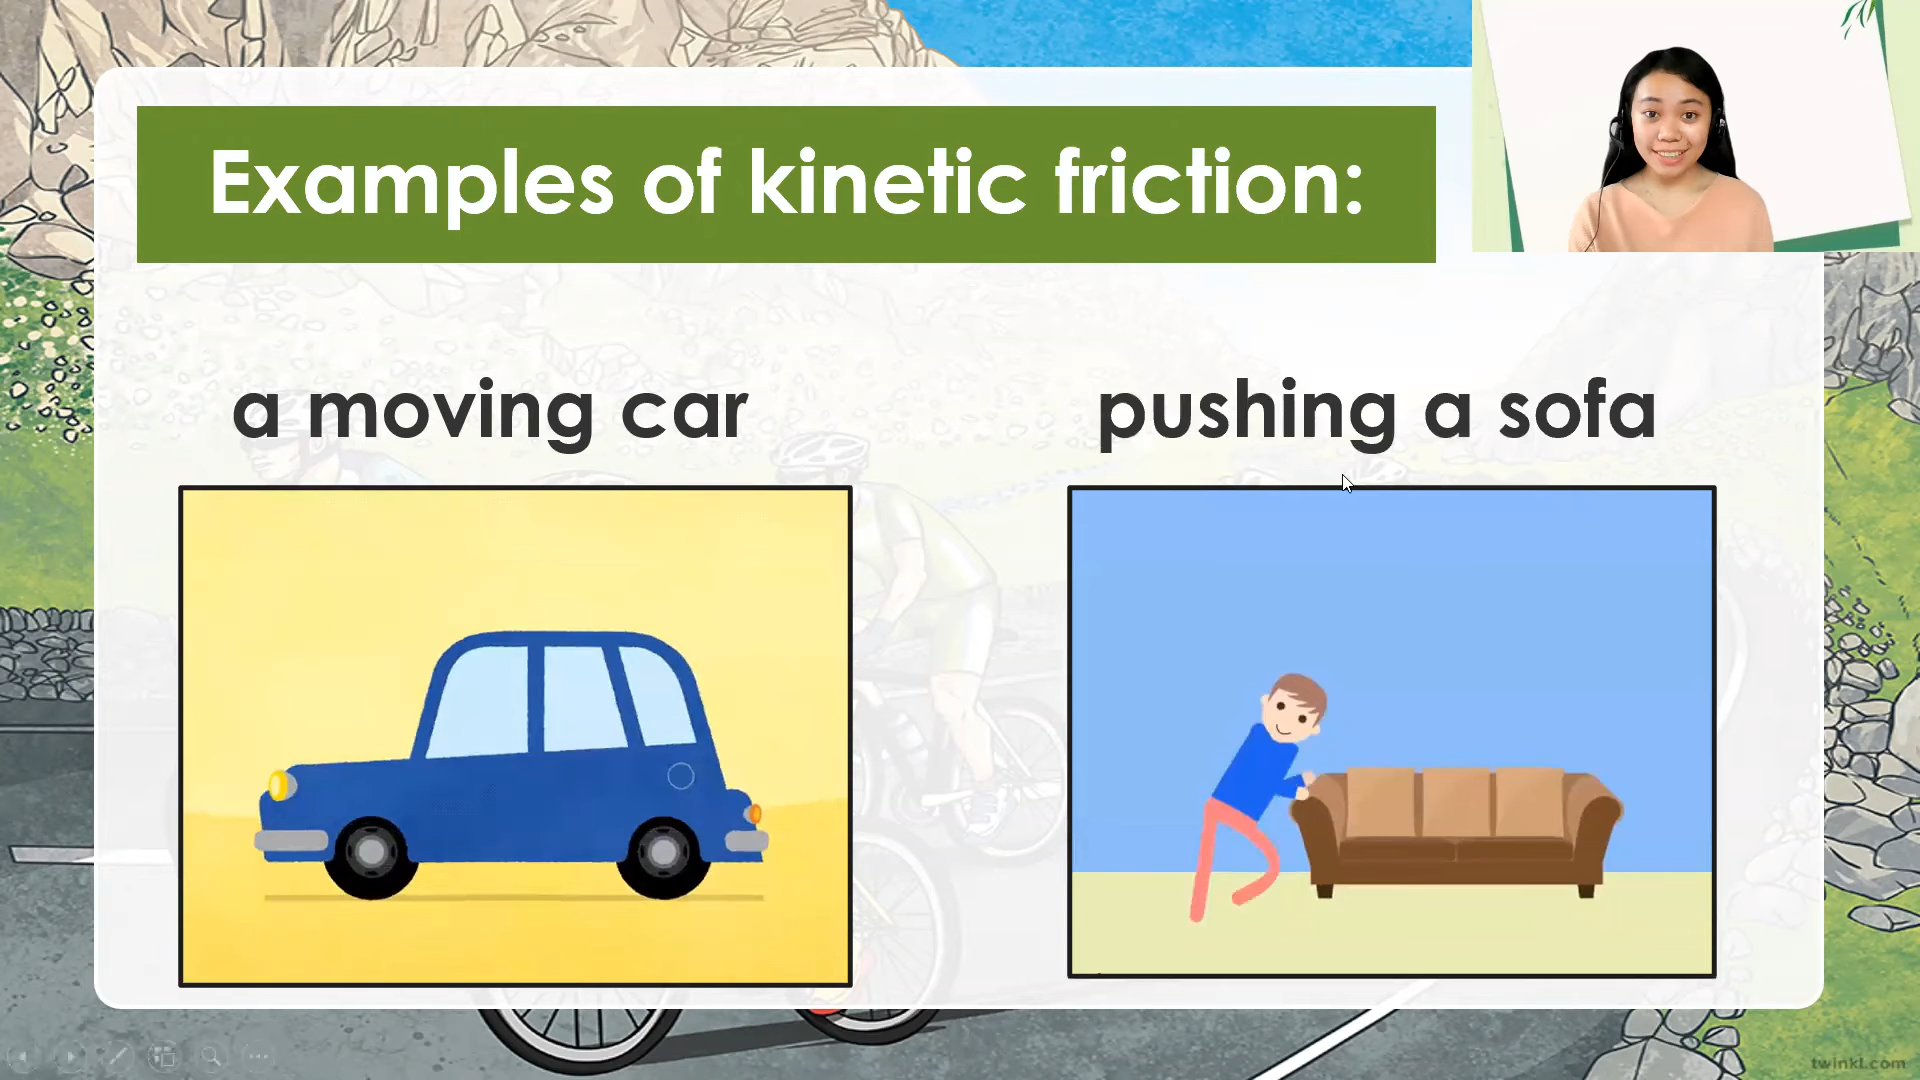 Examples of kinetic friction:
a moving car
pushing a sofa
twinkl.com